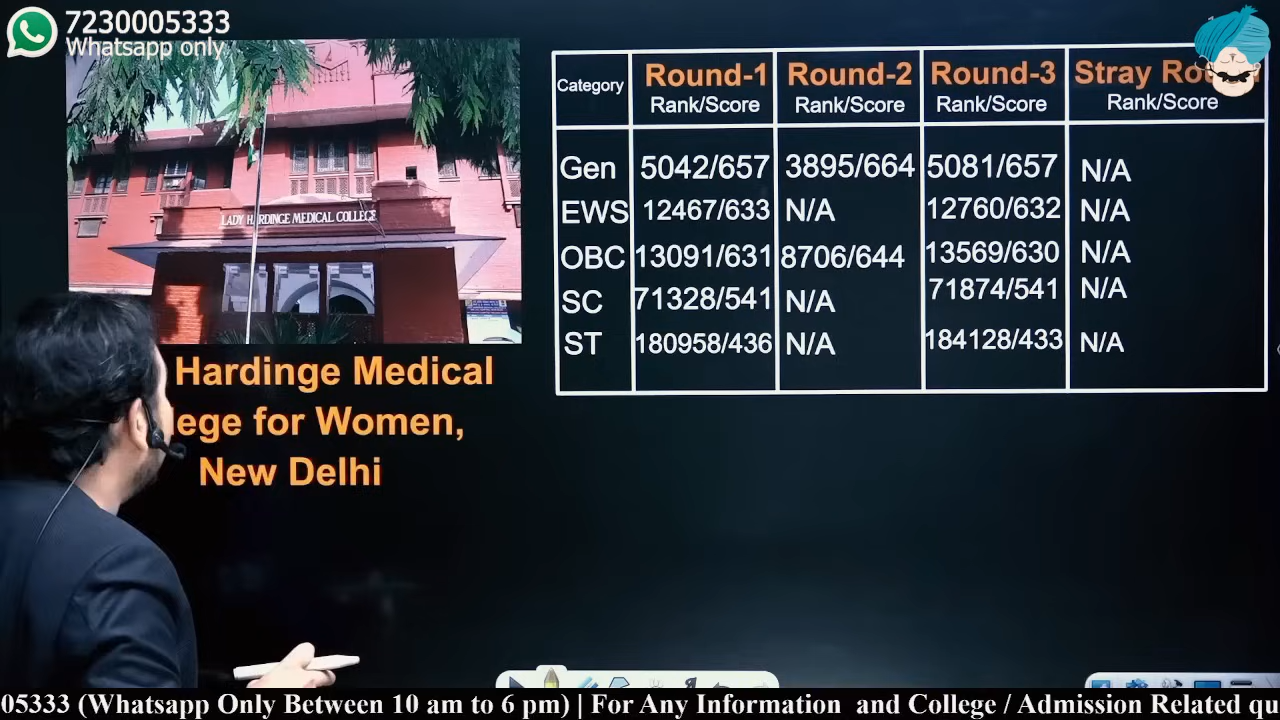 7230005333
Whatsapp only
LADY HARDINGE MEDICAL COLLEGE
Hardinge Medical
lege for Women,
New Delhi
Category Round-1 Round-2 Round-3 Stray
Rank/Score Rank/Score Rank/Score Rank/Score
Gen 5042/657 3895/664 5081/657 N/A
EWS 12467/633 N/A 12760/632 N/A
OBC 13091/631 8706/644 13569/630 N/A
SC 71328/541 N/A 71874/541 N/A
ST 180958/436 N/A 184128/433 N/A
05333 (Whatsapp Only Between 10 am to 6 pm) | For Any Information and College / Admission Related qu